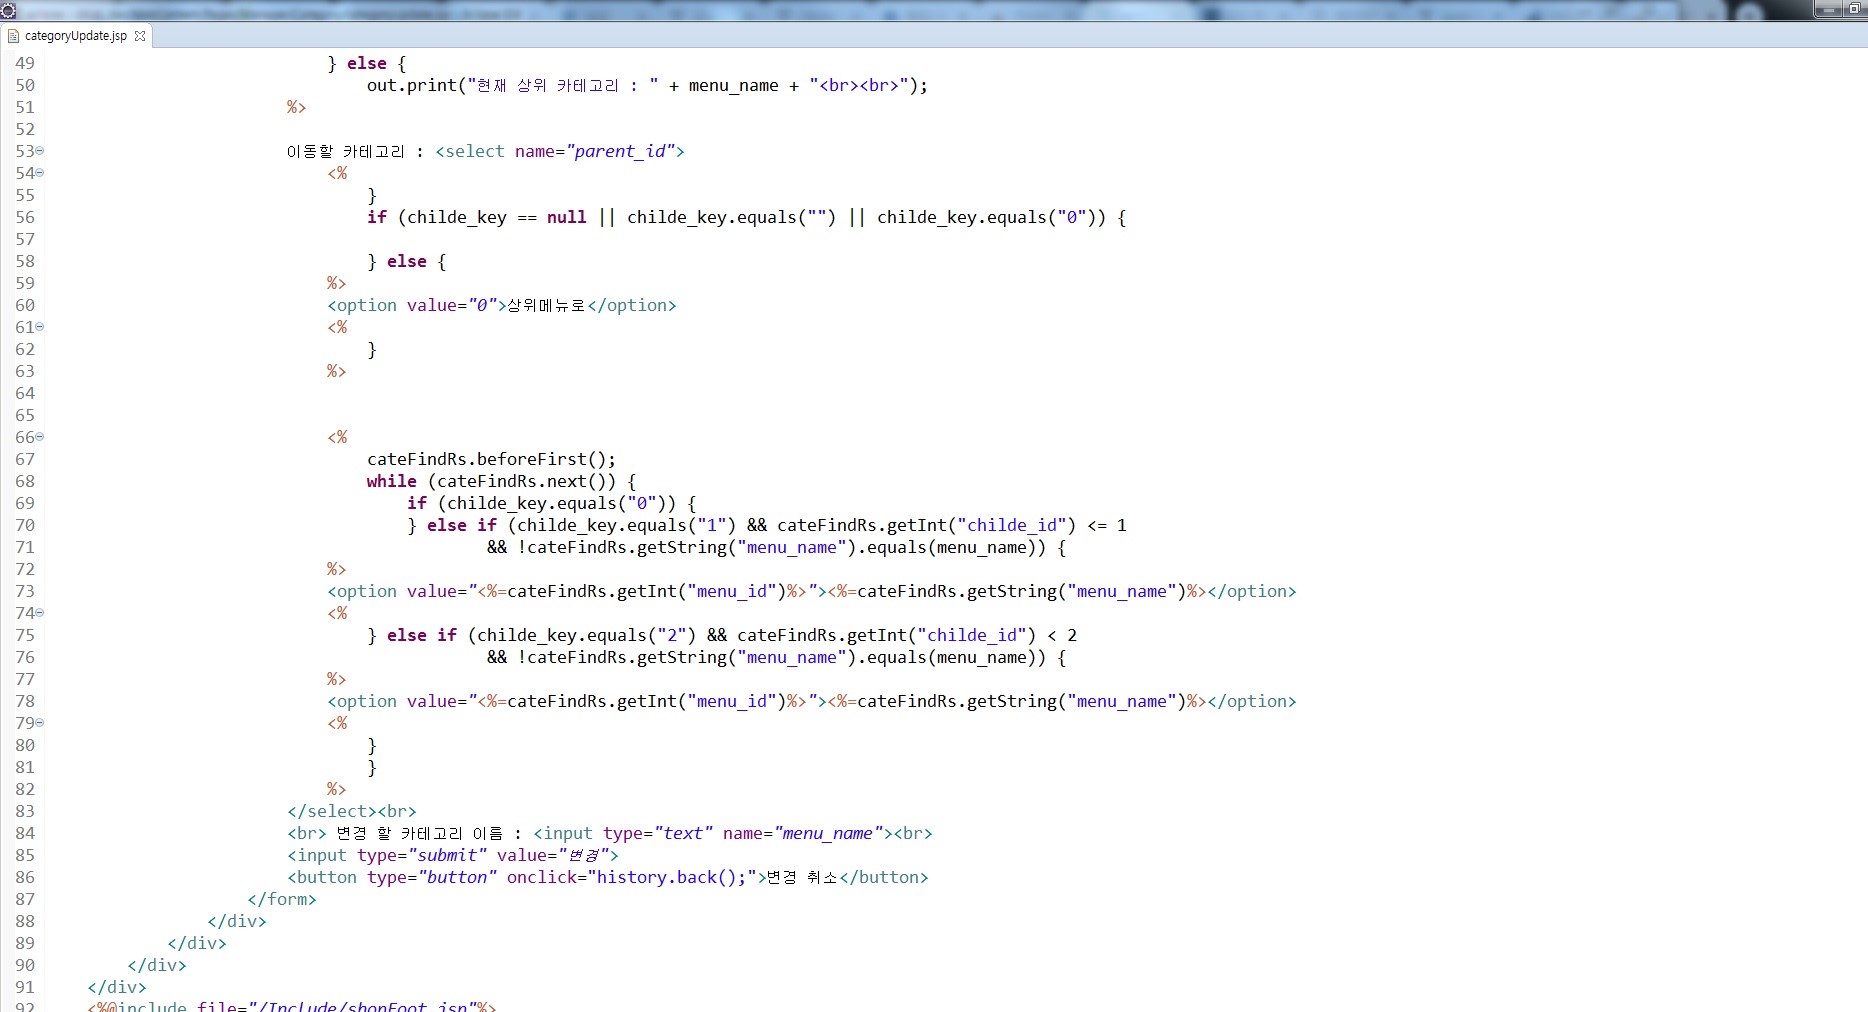 categoryUpdate.jsp
49 } else {
50 out.print("현재 상위 카테고리 : " + menu_name + "<br><br>");
51 %>
52
53 이동할 카테고리 : <select name="parent_id">
54 <%
55 }
56 if (childe_key == null || childe_key.equals("") || childe_key.equals("0")) {
57
58 } else {
59 %>
60 <option value="0">상위메뉴로</option>
61 <%
62 }
63 %>
64
65
66 <%
67 cateFindRs.beforeFirst();
68 while (cateFindRs.next()) {
69 if (childe_key.equals("0")) {
70 } else if (childe_key.equals("1") && cateFindRs.getInt("childe_id") <= 1
71 && !cateFindRs.getString("menu_name").equals(menu_name)) {
72 %>
73 <option value="<%=cateFindRs.getInt("menu_id")%>"><%=cateFindRs.getString("menu_name")%></option>
74 <%
75 } else if (childe_key.equals("2") && cateFindRs.getInt("childe_id") < 2
76 && !cateFindRs.getString("menu_name").equals(menu_name)) {
77 %>
78 <option value="<%=cateFindRs.getInt("menu_id")%>"><%=cateFindRs.getString("menu_name")%></option>
79 <%
80 }
81 }
82 %>
83 </select><br>
84 <br> 변경 할 카테고리 이름 : <input type="text" name="menu_name"><br>
85 <input type="submit" value="변경">
86 <button type="button" onclick="history.back();">변경 취소</button>
87 </form>
88 </div>
89 </div>
90 </div>
91 </div>
92 <%@include file="/Include/shopFoot.jsp"%>